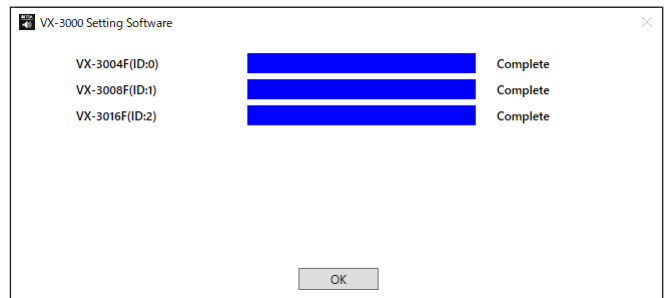 VX-3000 Setting Software
VX-3004F(ID:0) Complete
VX-3008F(ID:1) Complete
VX-3016F(ID:2) Complete
OK